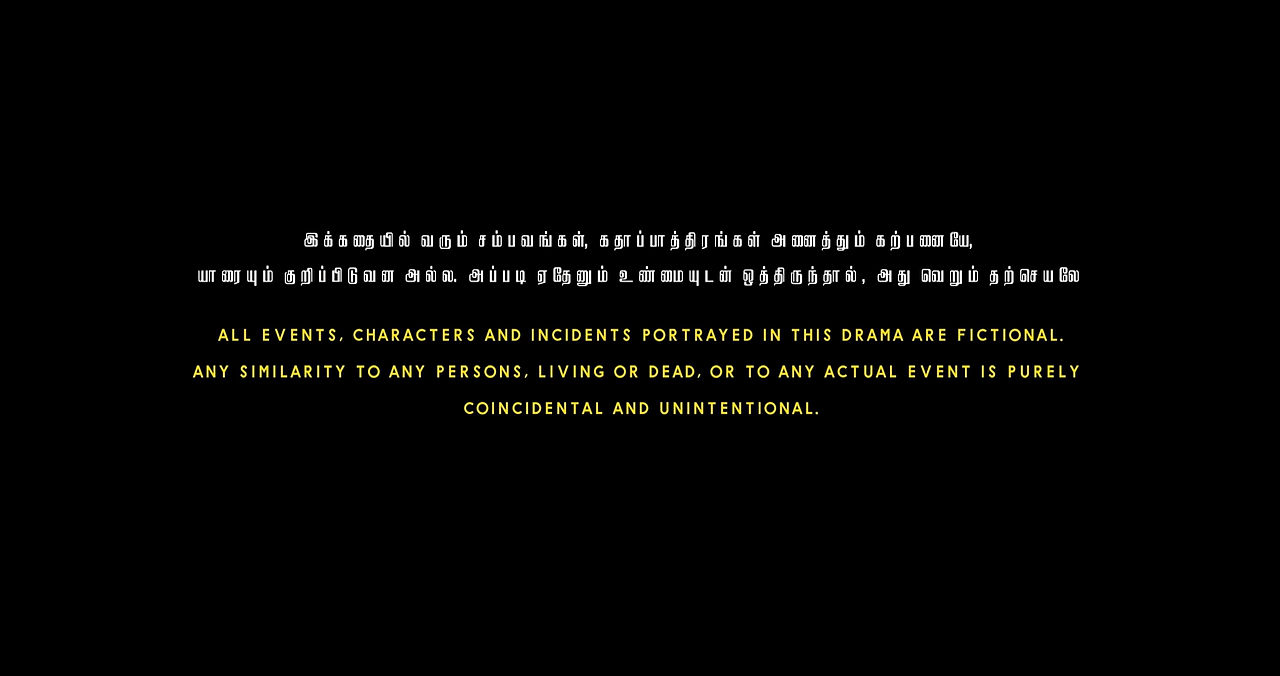 இக்கதையில் வரும் சம்பவங்கள், கதாப்பாத்திரங்கள் அனைத்தும் கற்பனையே,
யாரையும் குறிப்பிடுவன அல்ல. அப்படி ஏதேனும் உண்மையுடன் ஒத்திருந்தால், அது வெறும் தற்செயலே
ALL EVENTS, CHARACTERS AND INCIDENTS PORTRAYED IN THIS DRAMA ARE FICTIONAL.
ANY SIMILARITY TO ANY PERSONS, LIVING OR DEAD, OR TO ANY ACTUAL EVENT IS PURELY
COINCIDENTAL AND UNINTENTIONAL.